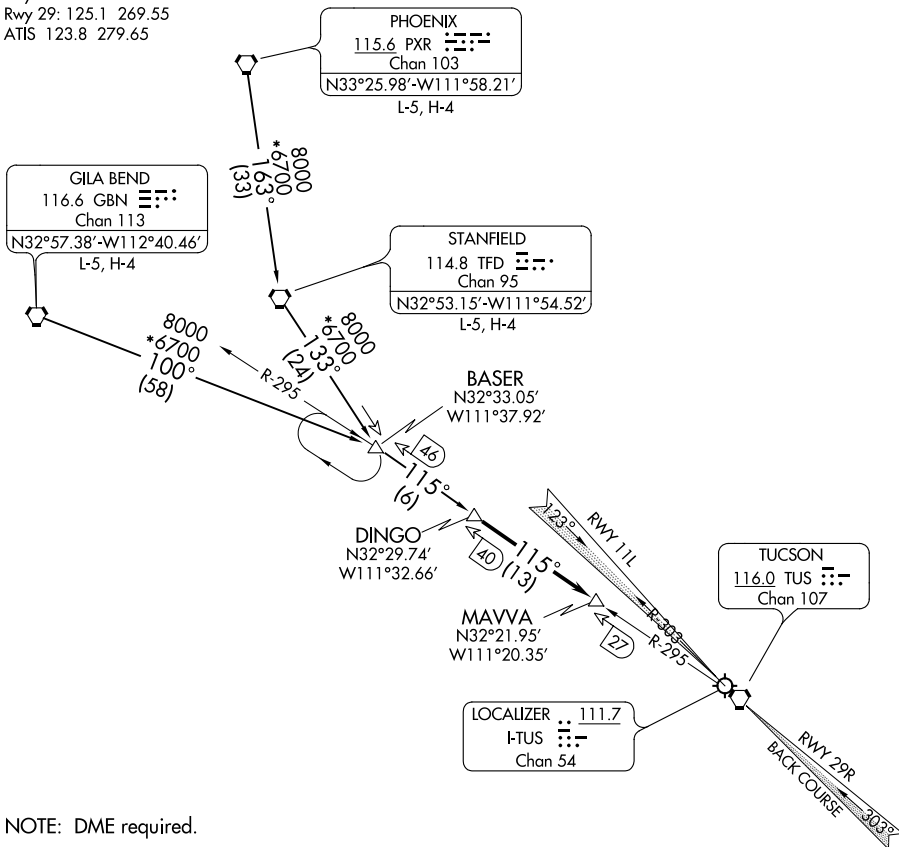 Rwy 29: 125.1 269.55
ATIS 123.8 279.65
PHOENIX
115.6 PXR
Chan 103
N33°25.98’-W111°58.21’
L-5, H-4
8000
*6700
163°
(33)
GILA BEND
116.6 GBN
Chan 113
N32°57.38’-W112°40.46’
L-5, H-4
STANFIELD
114.8 TFD
Chan 95
N32°53.15’-W111°54.52’
L-5, H-4
8000
*6700
133°
(24)
8000
*6700
100°
(58)
R-295
BASER
N32°33.05’
W111°37.92’
46
115°
(6)
DINGO
N32°29.74’
W111°32.66’
40
115°
(13)
123°
RWY 11L
TUCSON
116.0 TUS
Chan 107
MAVVA
N32°21.95’
W111°20.35’
27
R-303
R-295
LOCALIZER 111.7
I-TUS
Chan 54
RWY 29R
BACK COURSE
303°
NOTE: DME required.